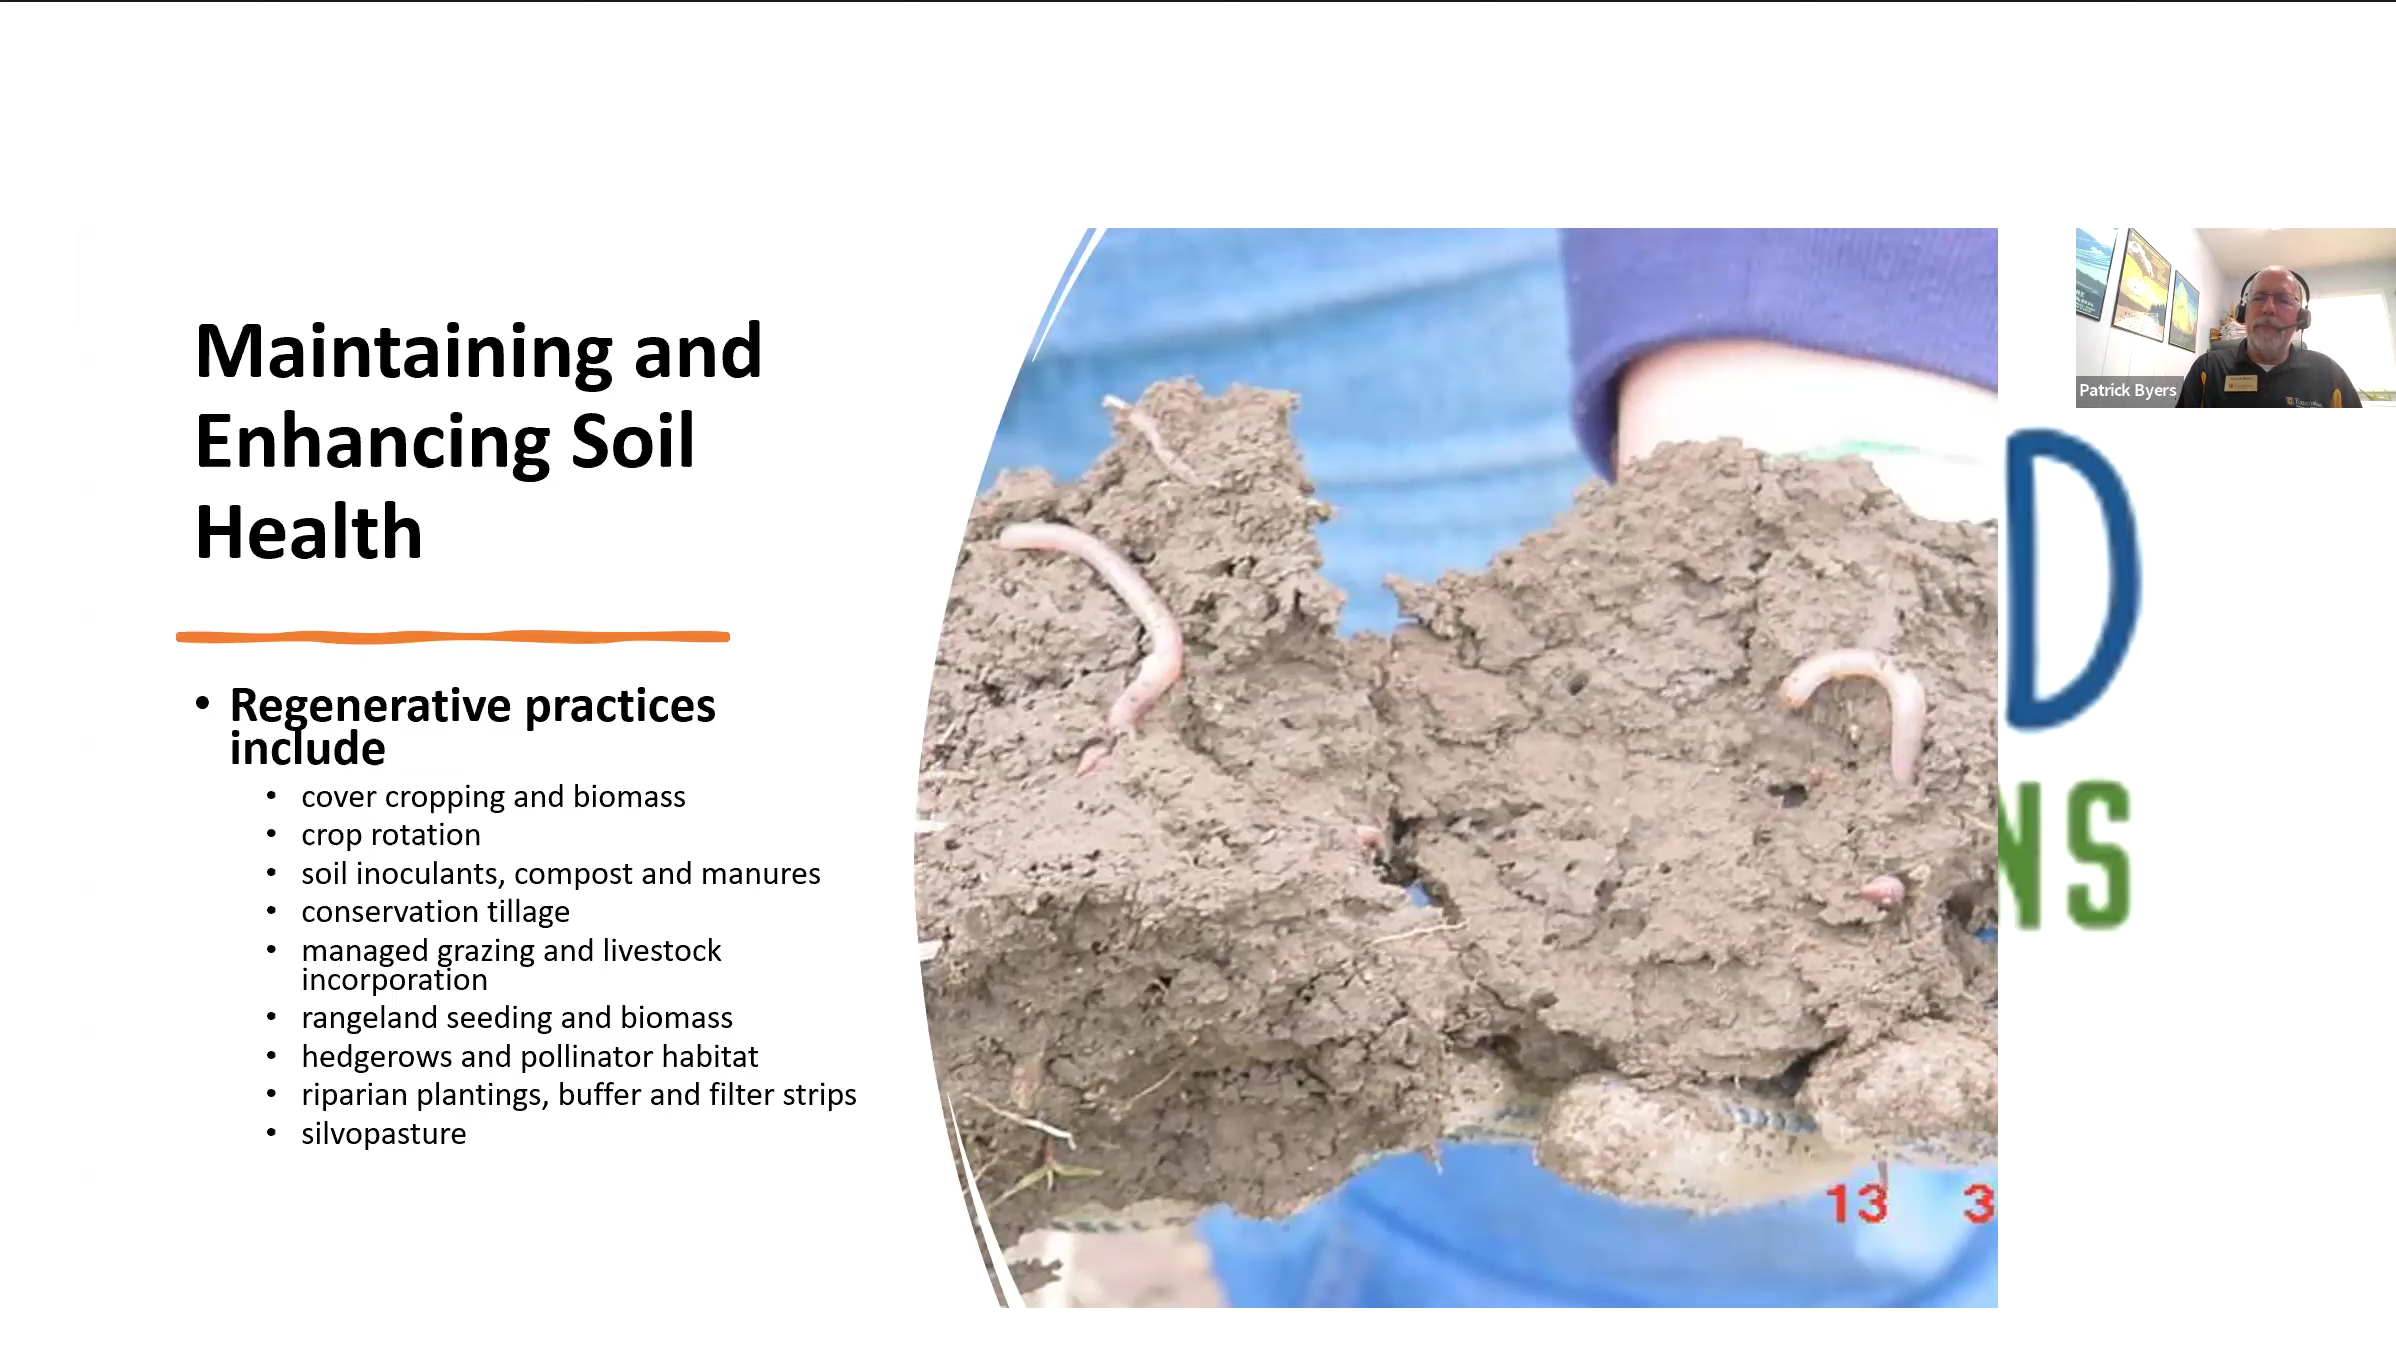 Maintaining and
Enhancing Soil
Health
• Regenerative practices
include
• cover cropping and biomass
• crop rotation
• soil inoculants, compost and manures
• conservation tillage
• managed grazing and livestock
incorporation
• rangeland seeding and biomass
• hedgerows and pollinator habitat
• riparian plantings, buffer and filter strips
• silvopasture
13 3
Patrick Byers
D
NS